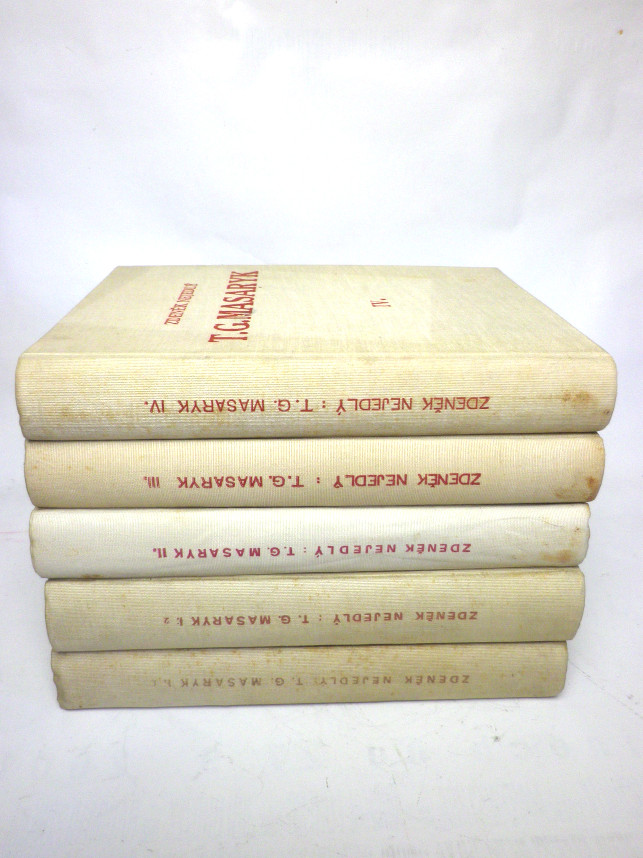 ZDENĚK NEJEDLÝ
T.G.MASARYK
IV.
ZDENĚK NEJEDLÝ : T. G. MASARYK IV.
ZDENĚK NEJEDLÝ : T. G. MASARYK III.
ZDENĚK NEJEDLÝ : T. G. MASARYK II.
ZDENĚK NEJEDLÝ : T. G. MASARYK I: 2
ZDENĚK NEJEDLÝ: T. G. MASARYK I: 1